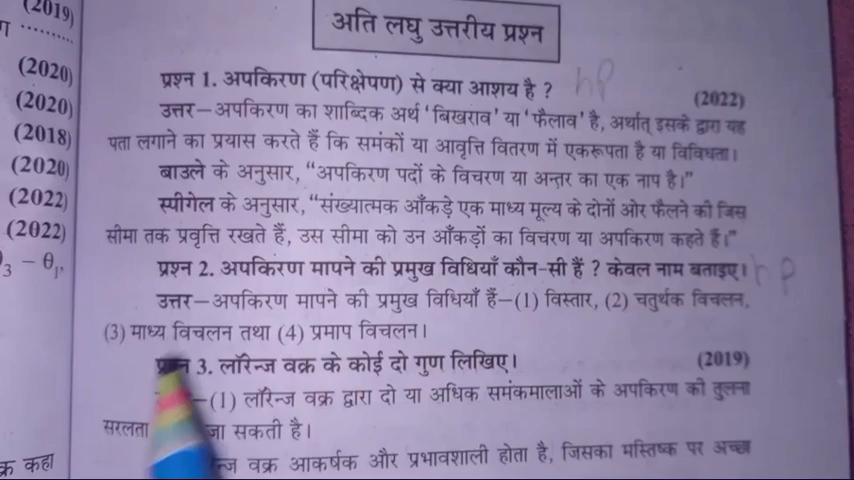 (2019)
(2020)
(2020)
(2018)
(2020)
(2022)
(2022)
क्र कहा
अति लघु उत्तरीय प्रश्न
प्रश्न 1. अपकिरण (परिक्षेपण) से क्या आशय है ? (2022)
उत्तर–अपकिरण का शाब्दिक अर्थ ‘बिखराव’ या ‘फैलाव’ है, अर्थात् इसके द्वारा यह
पता लगाने का प्रयास करते हैं कि समंकों या आवृत्ति वितरण में एकरूपता है या विविधता।
बाउले के अनुसार, “अपकिरण पदों के विचरण या अन्तर का एक नाप है।”
स्पीगेल के अनुसार, “संख्यात्मक आँकड़े एक माध्य मूल्य के दोनों ओर फैलने की जिस
सीमा तक प्रवृत्ति रखते हैं, उस सीमा को उन आँकड़ों का विचरण या अपकिरण कहते हैं।”
प्रश्न 2. अपकिरण मापने की प्रमुख विधियाँ कौन-सी हैं ? केवल नाम बताइए।
उत्तर–अपकिरण मापने की प्रमुख विधियाँ हैं–(1) विस्तार, (2) चतुर्थक विचलन,
(3) माध्य विचलन तथा (4) प्रमाप विचलन।
प्रश्न 3. लॉरेन्ज वक्र के कोई दो गुण लिखिए। (2019)
–(1) लॉरेन्ज वक्र द्वारा दो या अधिक समंकमालाओं के अपकिरण की तुलना
सरलता जा सकती है।
वक्र आकर्षक और प्रभावशाली होता है, जिसका मस्तिष्क पर अच्छा